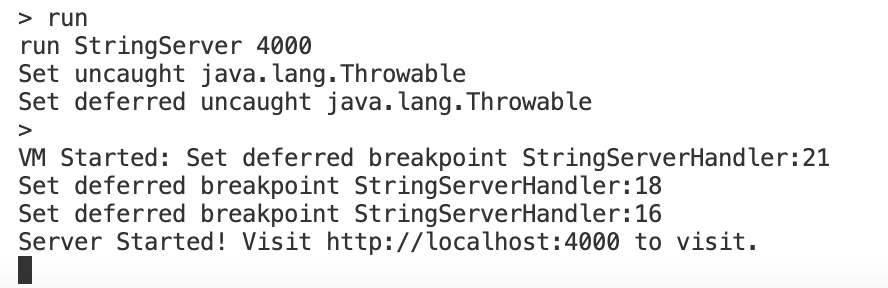 > run
run StringServer 4000
Set uncaught java.lang.Throwable
Set deferred uncaught java.lang.Throwable
>
VM Started: Set deferred breakpoint StringServerHandler:21
Set deferred breakpoint StringServerHandler:18
Set deferred breakpoint StringServerHandler:16
Server Started! Visit http://localhost:4000 to visit.